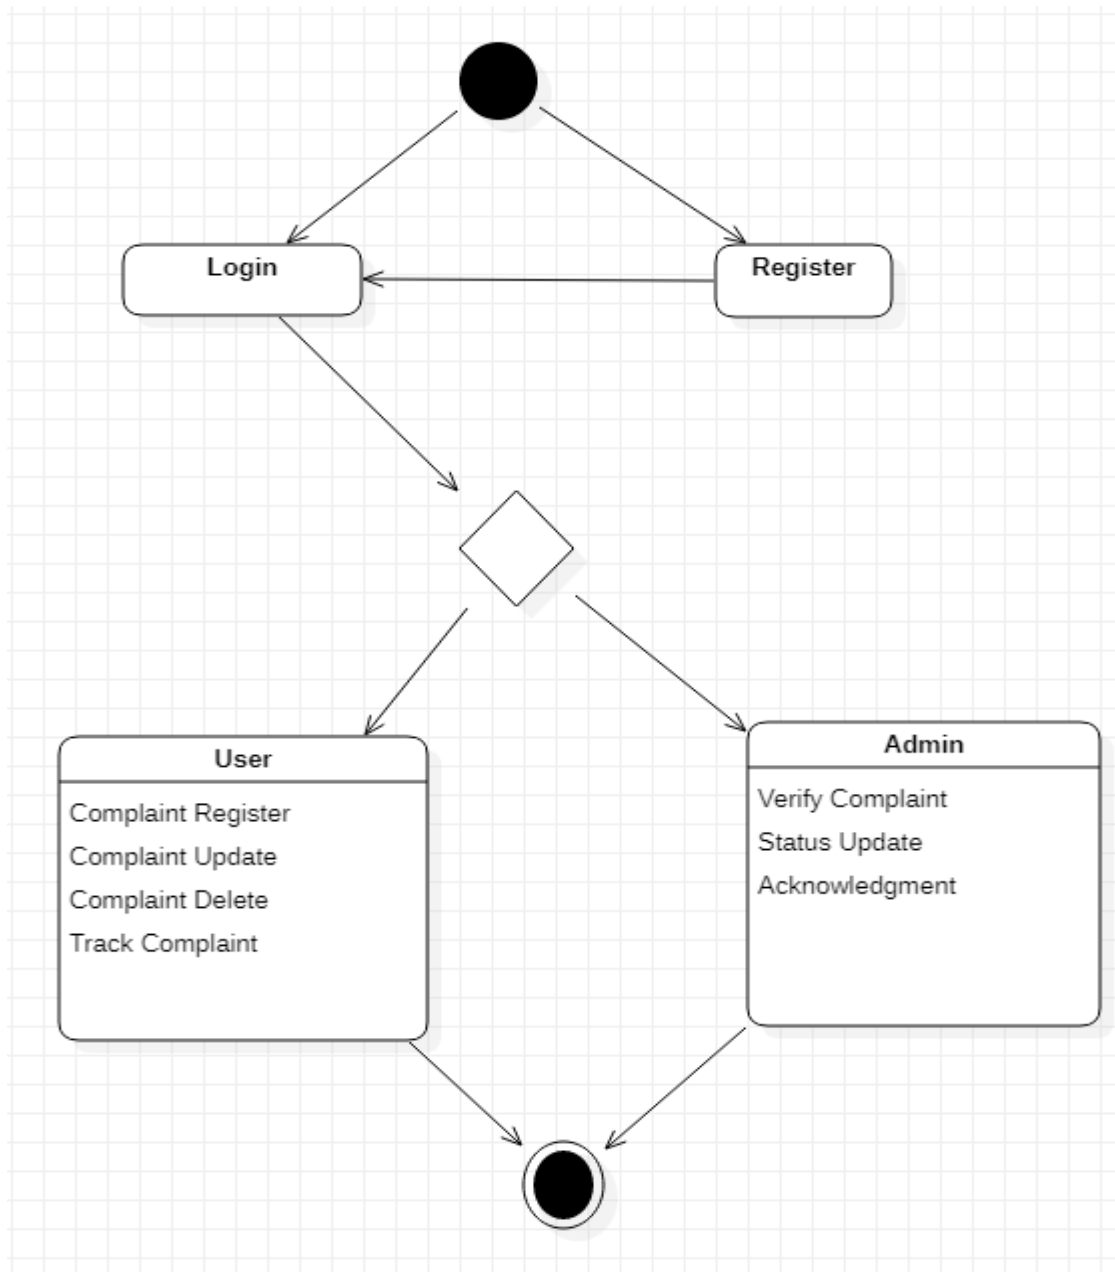 Login
Register
User
Complaint Register
Complaint Update
Complaint Delete
Track Complaint
Admin
Verify Complaint
Status Update
Acknowledgment